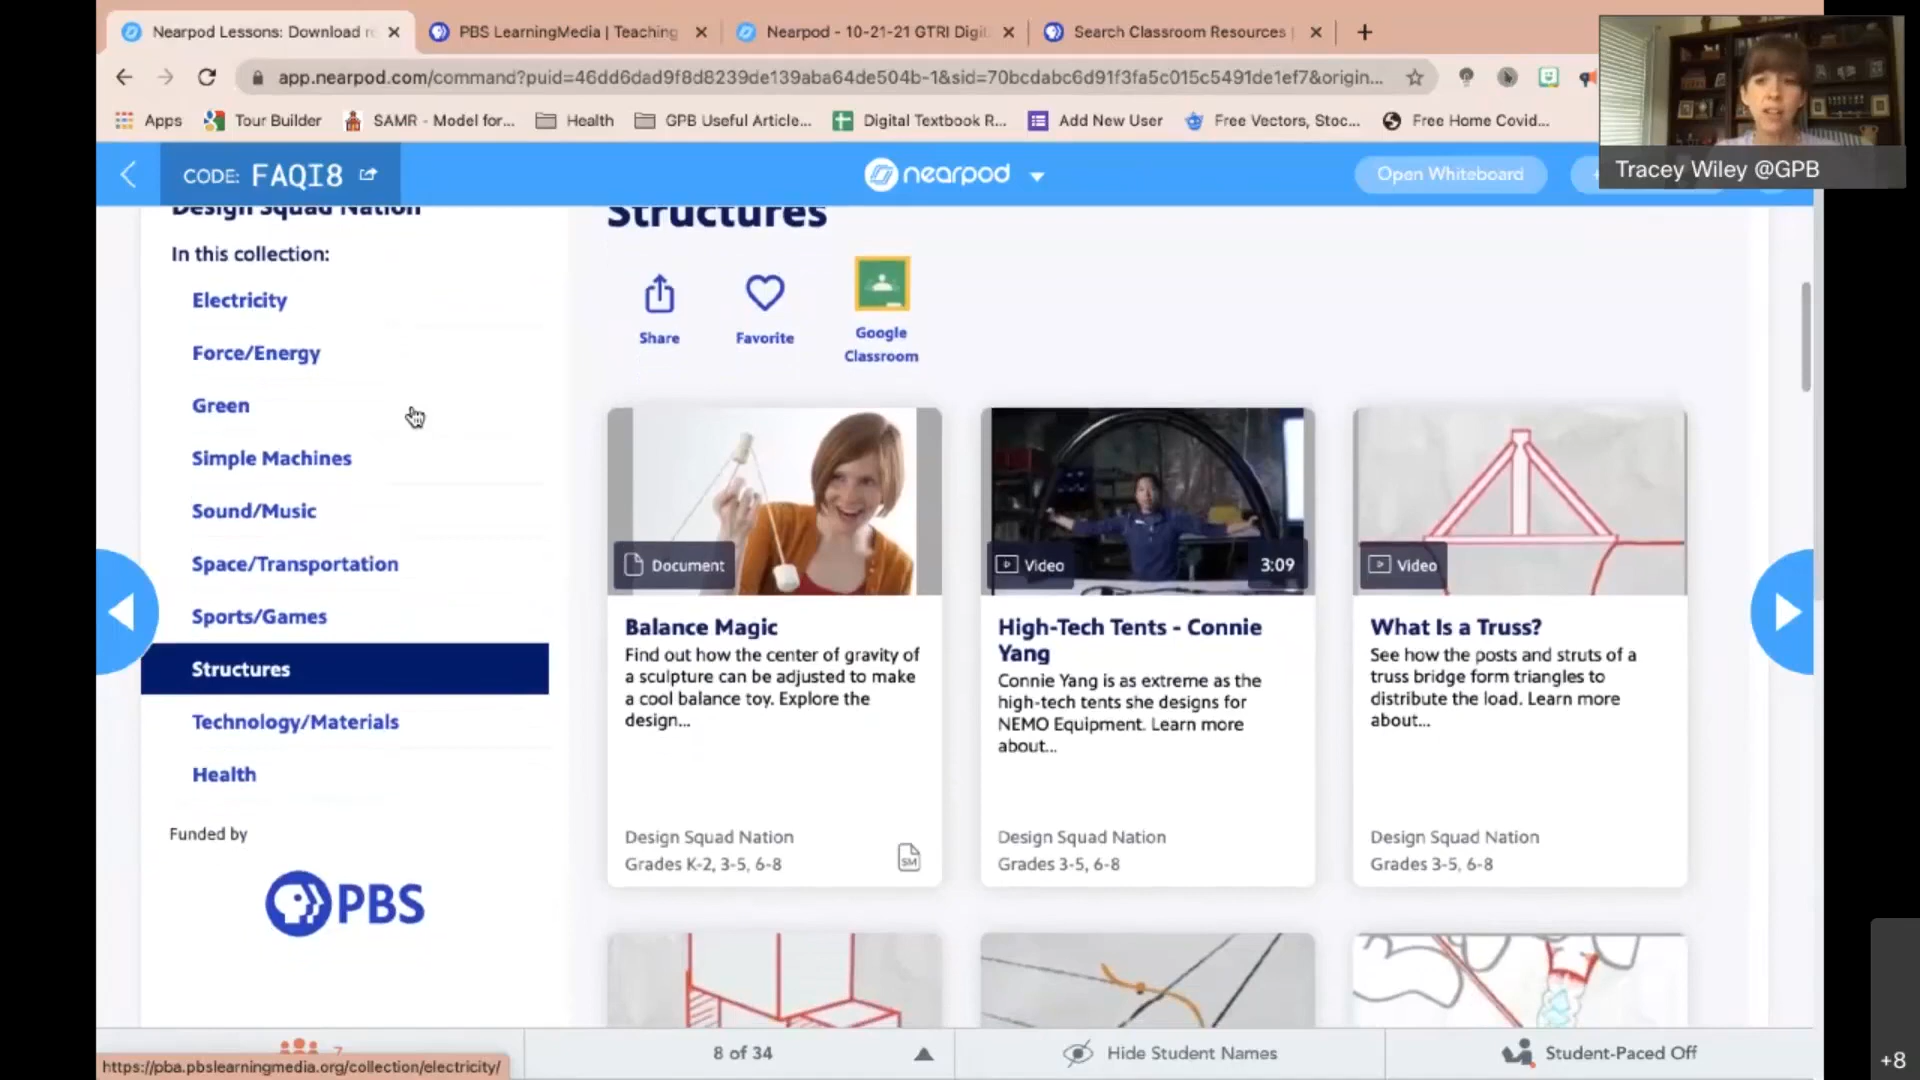 Nearpod Lessons: Download r
PBS LearningMedia | Teaching
Nearpod - 10-21-21 GTRI Digit
Search Classroom Resources |
app.nearpod.com/command?puid=46dd6dad9f8d8239de139aba64de504b-1&sid=70bcdabc6d91f3fa5c015c5491de1ef7&origin...
Apps
Tour Builder
SAMR - Model for...
Health
GPB Useful Article...
Digital Textbook R...
Add New User
Free Vectors, Stoc...
Free Home Covid...
Tracey Wiley @GPB
CODE: FAQI8
nearpod
Open Whiteboard
Design Squad Nation
In this collection:
Electricity
Force/Energy
Green
Simple Machines
Sound/Music
Space/Transportation
Sports/Games
Structures
Technology/Materials
Health
Funded by
PBS
Structures
Share
Favorite
Google
Classroom
Document
Balance Magic
Find out how the center of gravity of
a sculpture can be adjusted to make
a cool balance toy. Explore the
design...
Design Squad Nation
Grades K-2, 3-5, 6-8
SM
Video
3:09
High-Tech Tents - Connie
Yang
Connie Yang is as extreme as the
high-tech tents she designs for
NEMO Equipment. Learn more
about...
Design Squad Nation
Grades 3-5, 6-8
Video
What Is a Truss?
See how the posts and struts of a
truss bridge form triangles to
distribute the load. Learn more
about...
Design Squad Nation
Grades 3-5, 6-8
7
https://pba.pbslearningmedia.org/collection/electricity/
8 of 34
Hide Student Names
Student-Paced Off
+8